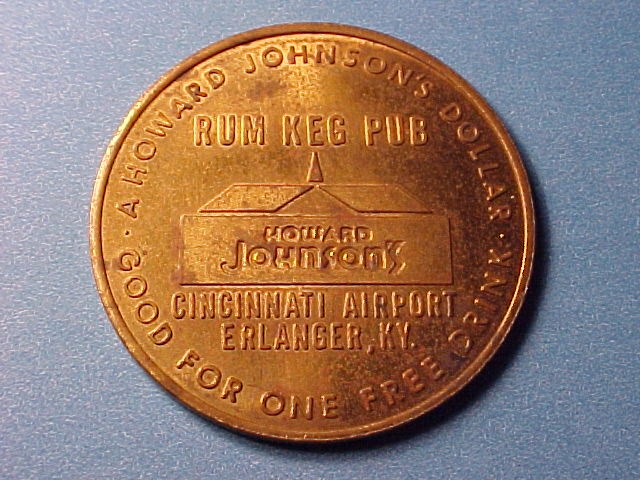 · A HOWARD JOHNSON'S DOLLAR ·
RUM KEG PUB
HOWARD
JOHNSON'S
CINCINNATI AIRPORT
ERLANGER, KY.
GOOD FOR ONE FREE DRINK